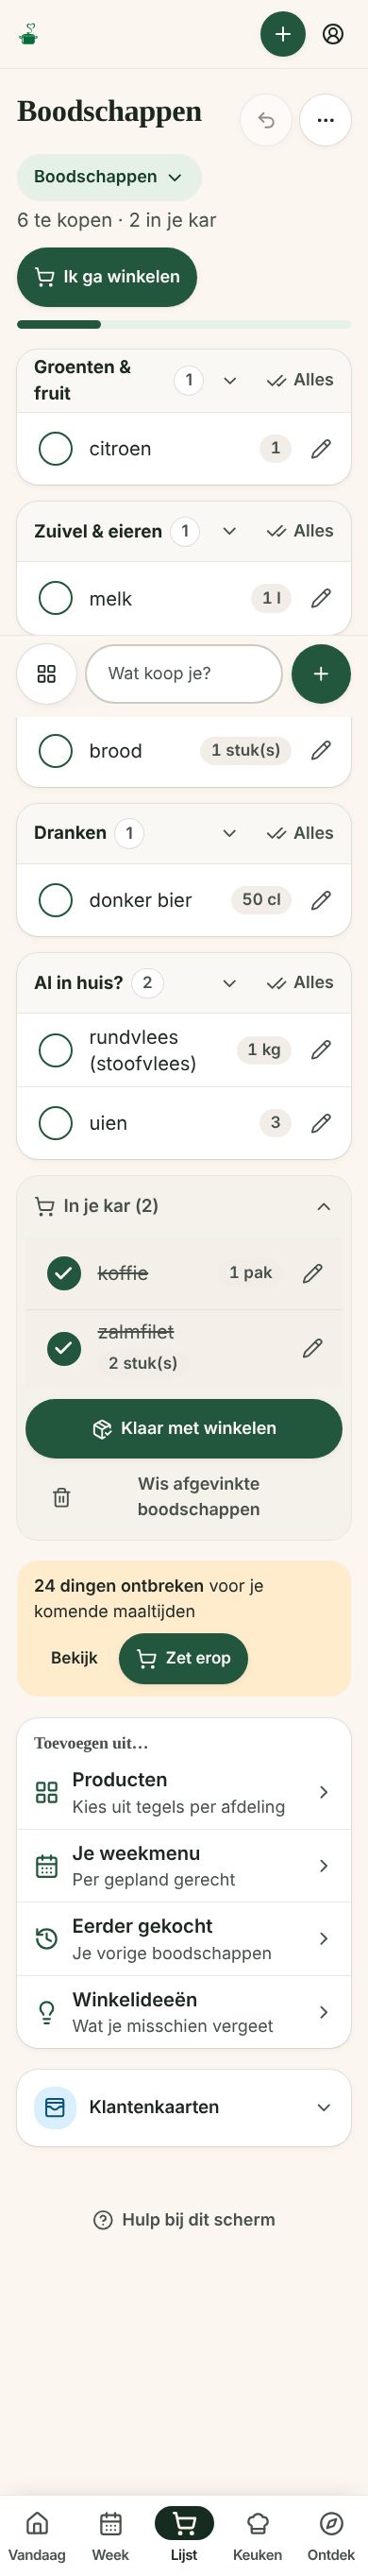 Boodschappen
Boodschappen
6 te kopen · 2 in je kar
Ik ga winkelen
Groenten &
fruit
1
Alles
citroen
1
Zuivel & eieren
1
Alles
melk
1 l
Wat koop je?
brood
1 stuk(s)
Dranken
1
Alles
donker bier
50 cl
Al in huis?
2
Alles
rundvlees
(stoofvlees)
1 kg
uien
3
In je kar (2)
koffie
1 pak
zalmfilet
2 stuk(s)
Klaar met winkelen
Wis afgevinkte
boodschappen
24 dingen ontbreken voor je
komende maaltijden
Bekijk
Zet erop
Toevoegen uit…
Producten
Kies uit tegels per afdeling
Je weekmenu
Per gepland gerecht
Eerder gekocht
Je vorige boodschappen
Winkelideeën
Wat je misschien vergeet
Klantenkaarten
Hulp bij dit scherm
Vandaag
Week
Lijst
Keuken
Ontdek